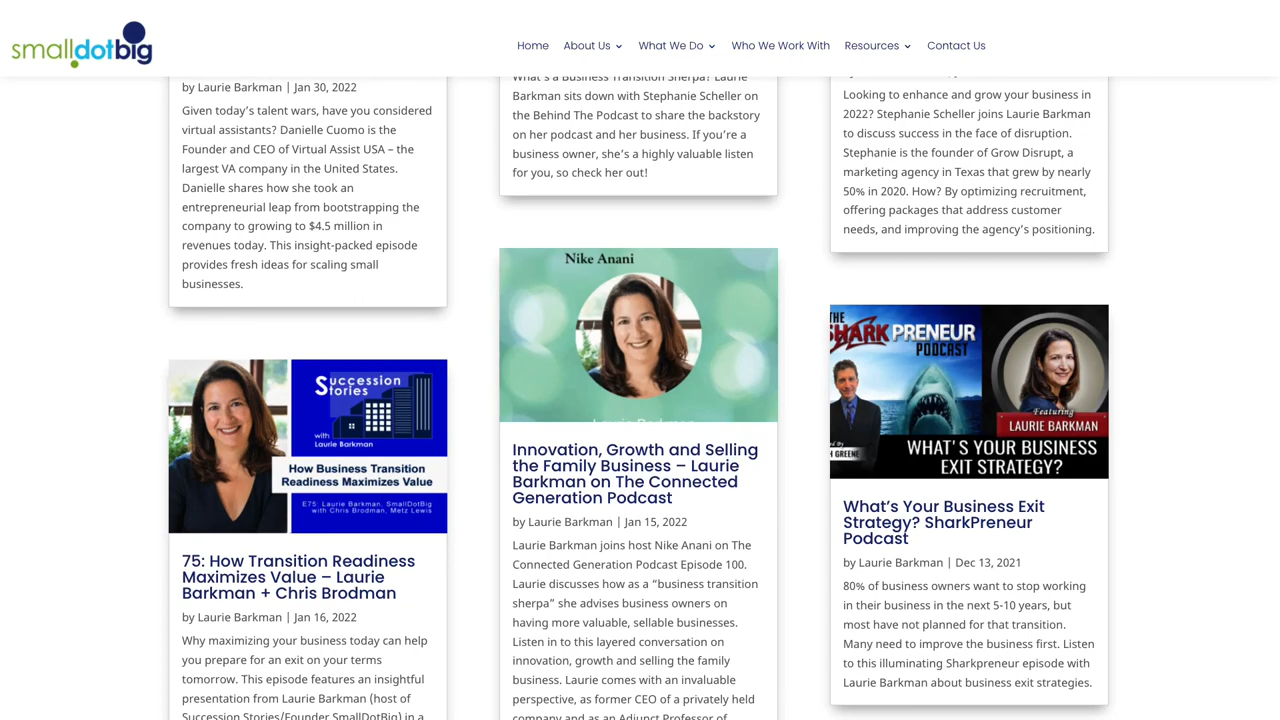 smalldotbig
Home
About Us
What We Do
Who We Work With
Resources
Contact Us
by Laurie Barkman | Jan 30, 2022
Given today’s talent wars, have you considered
virtual assistants? Danielle Cuomo is the
Founder and CEO of Virtual Assist USA – the
largest VA company in the United States.
Danielle shares how she took an
entrepreneurial leap from bootstrapping the
company to growing to $4.5 million in
revenues today. This insight-packed episode
provides fresh ideas for scaling small
businesses.
Succession
Stories
with
Laurie Barkman
How Business Transition
Readiness Maximizes Value
E75: Laurie Barkman, SmallDotBig
with Chris Brodman, Metz Lewis
75: How Transition Readiness
Maximizes Value – Laurie
Barkman + Chris Brodman
by Laurie Barkman | Jan 16, 2022
Why maximizing your business today can help
you prepare for an exit on your terms
tomorrow. This episode features an insightful
presentation from Laurie Barkman (host of
Succession Stories/Founder SmallDotBig) in a
What’s a Business Transition Sherpa? Laurie
Barkman sits down with Stephanie Scheller on
the Behind The Podcast to share the backstory
on her podcast and her business. If you’re a
business owner, she’s a highly valuable listen
for you, so check her out!
Nike Anani
Innovation, Growth and Selling
the Family Business – Laurie
Barkman on The Connected
Generation Podcast
by Laurie Barkman | Jan 15, 2022
Laurie Barkman joins host Nike Anani on The
Connected Generation Podcast Episode 100.
Laurie discusses how as a “business transition
sherpa” she advises business owners on
having more valuable, sellable businesses.
Listen in to this layered conversation on
innovation, growth and selling the family
business. Laurie comes with an invaluable
perspective, as former CEO of a privately held
company and as an Adjunct Professor of
Looking to enhance and grow your business in
2022? Stephanie Scheller joins Laurie Barkman
to discuss success in the face of disruption.
Stephanie is the founder of Grow Disrupt, a
marketing agency in Texas that grew by nearly
50% in 2020. How? By optimizing recruitment,
offering packages that address customer
needs, and improving the agency’s positioning.
THE
SHARKPRENEUR
PODCAST
Featuring
LAURIE BARKMAN
H GREENE
WHAT'S YOUR BUSINESS
EXIT STRATEGY?
What’s Your Business Exit
Strategy? SharkPreneur
Podcast
by Laurie Barkman | Dec 13, 2021
80% of business owners want to stop working
in their business in the next 5-10 years, but
most have not planned for that transition.
Many need to improve the business first. Listen
to this illuminating Sharkpreneur episode with
Laurie Barkman about business exit strategies.